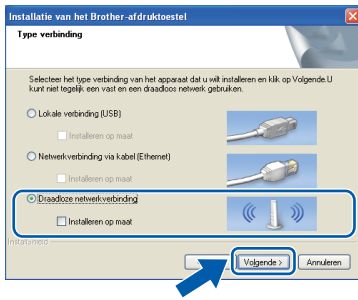 Installatie van het Brother-afdruktoestel
Type verbinding
Selecteer het type verbinding van het apparaat dat u wilt installeren en klik op Volgende.U
kunt niet tegelijk een vast en een draadloos netwerk gebruiken.
Lokale verbinding (USB)
Installeren op maat
Netwerkverbinding via kabel (Ethernet)
Installeren op maat
Draadloze netwerkverbinding
Installeren op maat
InstallShield
Volgende >
Annuleren